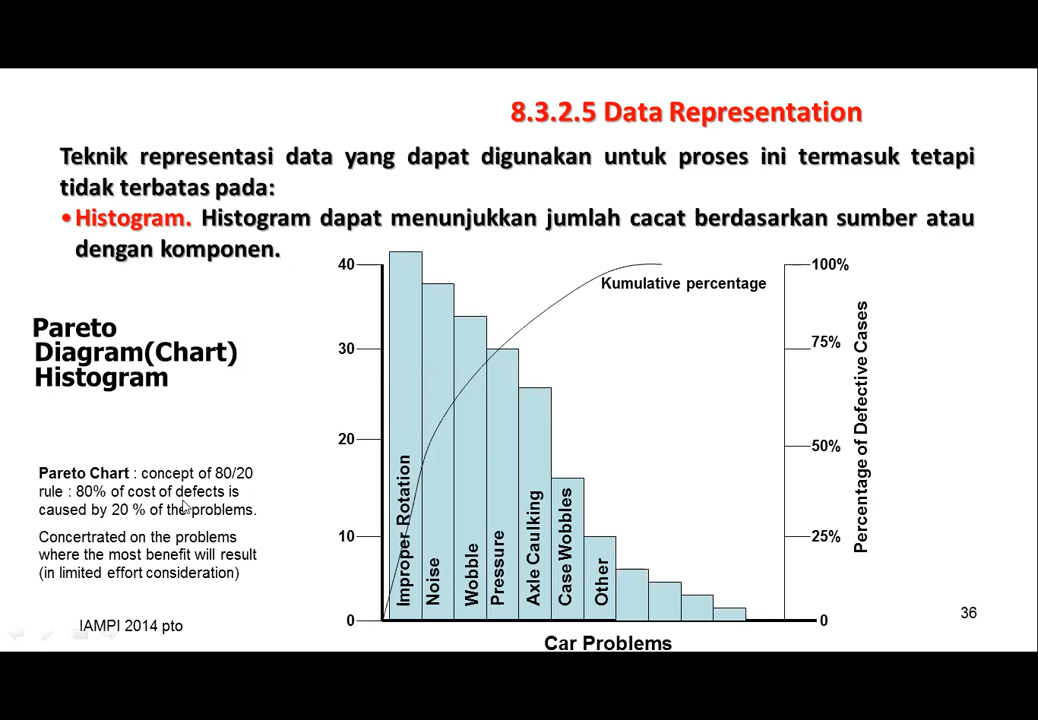 8.3.2.5 Data Representation
Teknik representasi data yang dapat digunakan untuk proses ini termasuk tetapi
tidak terbatas pada:
•Histogram. Histogram dapat menunjukkan jumlah cacat berdasarkan sumber atau
dengan komponen.
Pareto
Diagram(Chart)
Histogram
Pareto Chart : concept of 80/20
rule : 80% of cost of defects is
caused by 20 % of the problems.
Concertrated on the problems
where the most benefit will result
(in limited effort consideration)
40
30
20
10
0
Kumulative percentage
Improper Rotation
Noise
Wobble
Pressure
Axle Caulking
Case Wobbles
Other
100%
75%
50%
25%
0
Percentage of Defective Cases
Car Problems
IAMPI 2014 pto
36